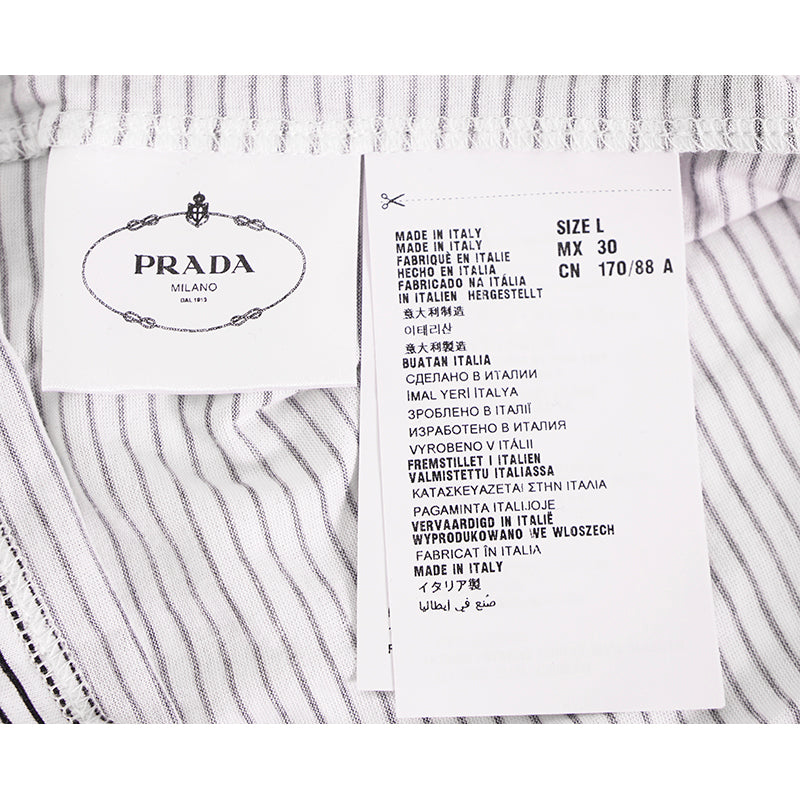 PRADA
MILANO
DAL 1913
MADE IN ITALY
MADE IN ITALY
FABRIQUÉ EN ITALIE
HECHO EN ITALIA
FABRICADO NA ITÁLIA
IN ITALIEN HERGESTELLT
意大利制造
이태리산
意大利製造
BUATAN ITALIA
СДЕЛАНО В ИТАЛИИ
İMAL YERİ İTALYA
ЗРОБЛЕНО В ІТАЛІЇ
ИЗРАБОТЕНО В ИТАЛИЯ
VYROBENO V ITÁLII
FREMSTILLET I ITALIEN
VALMISTETTU ITALIASSA
ΚΑΤΑΣΚΕΥΑΖΕΤΑΙ ΣΤΗΝ ΙΤΑΛΙΑ
PAGAMINTA ITALIJOJE
VERVAARDIGD IN ITALIË
WYPRODUKOWANO WE WLOSZECH
FABRICAT ÎN ITALIA
MADE IN ITALY
イタリア製
صُنع في إيطاليا
SIZE L
MX 30
CN 170/88 A